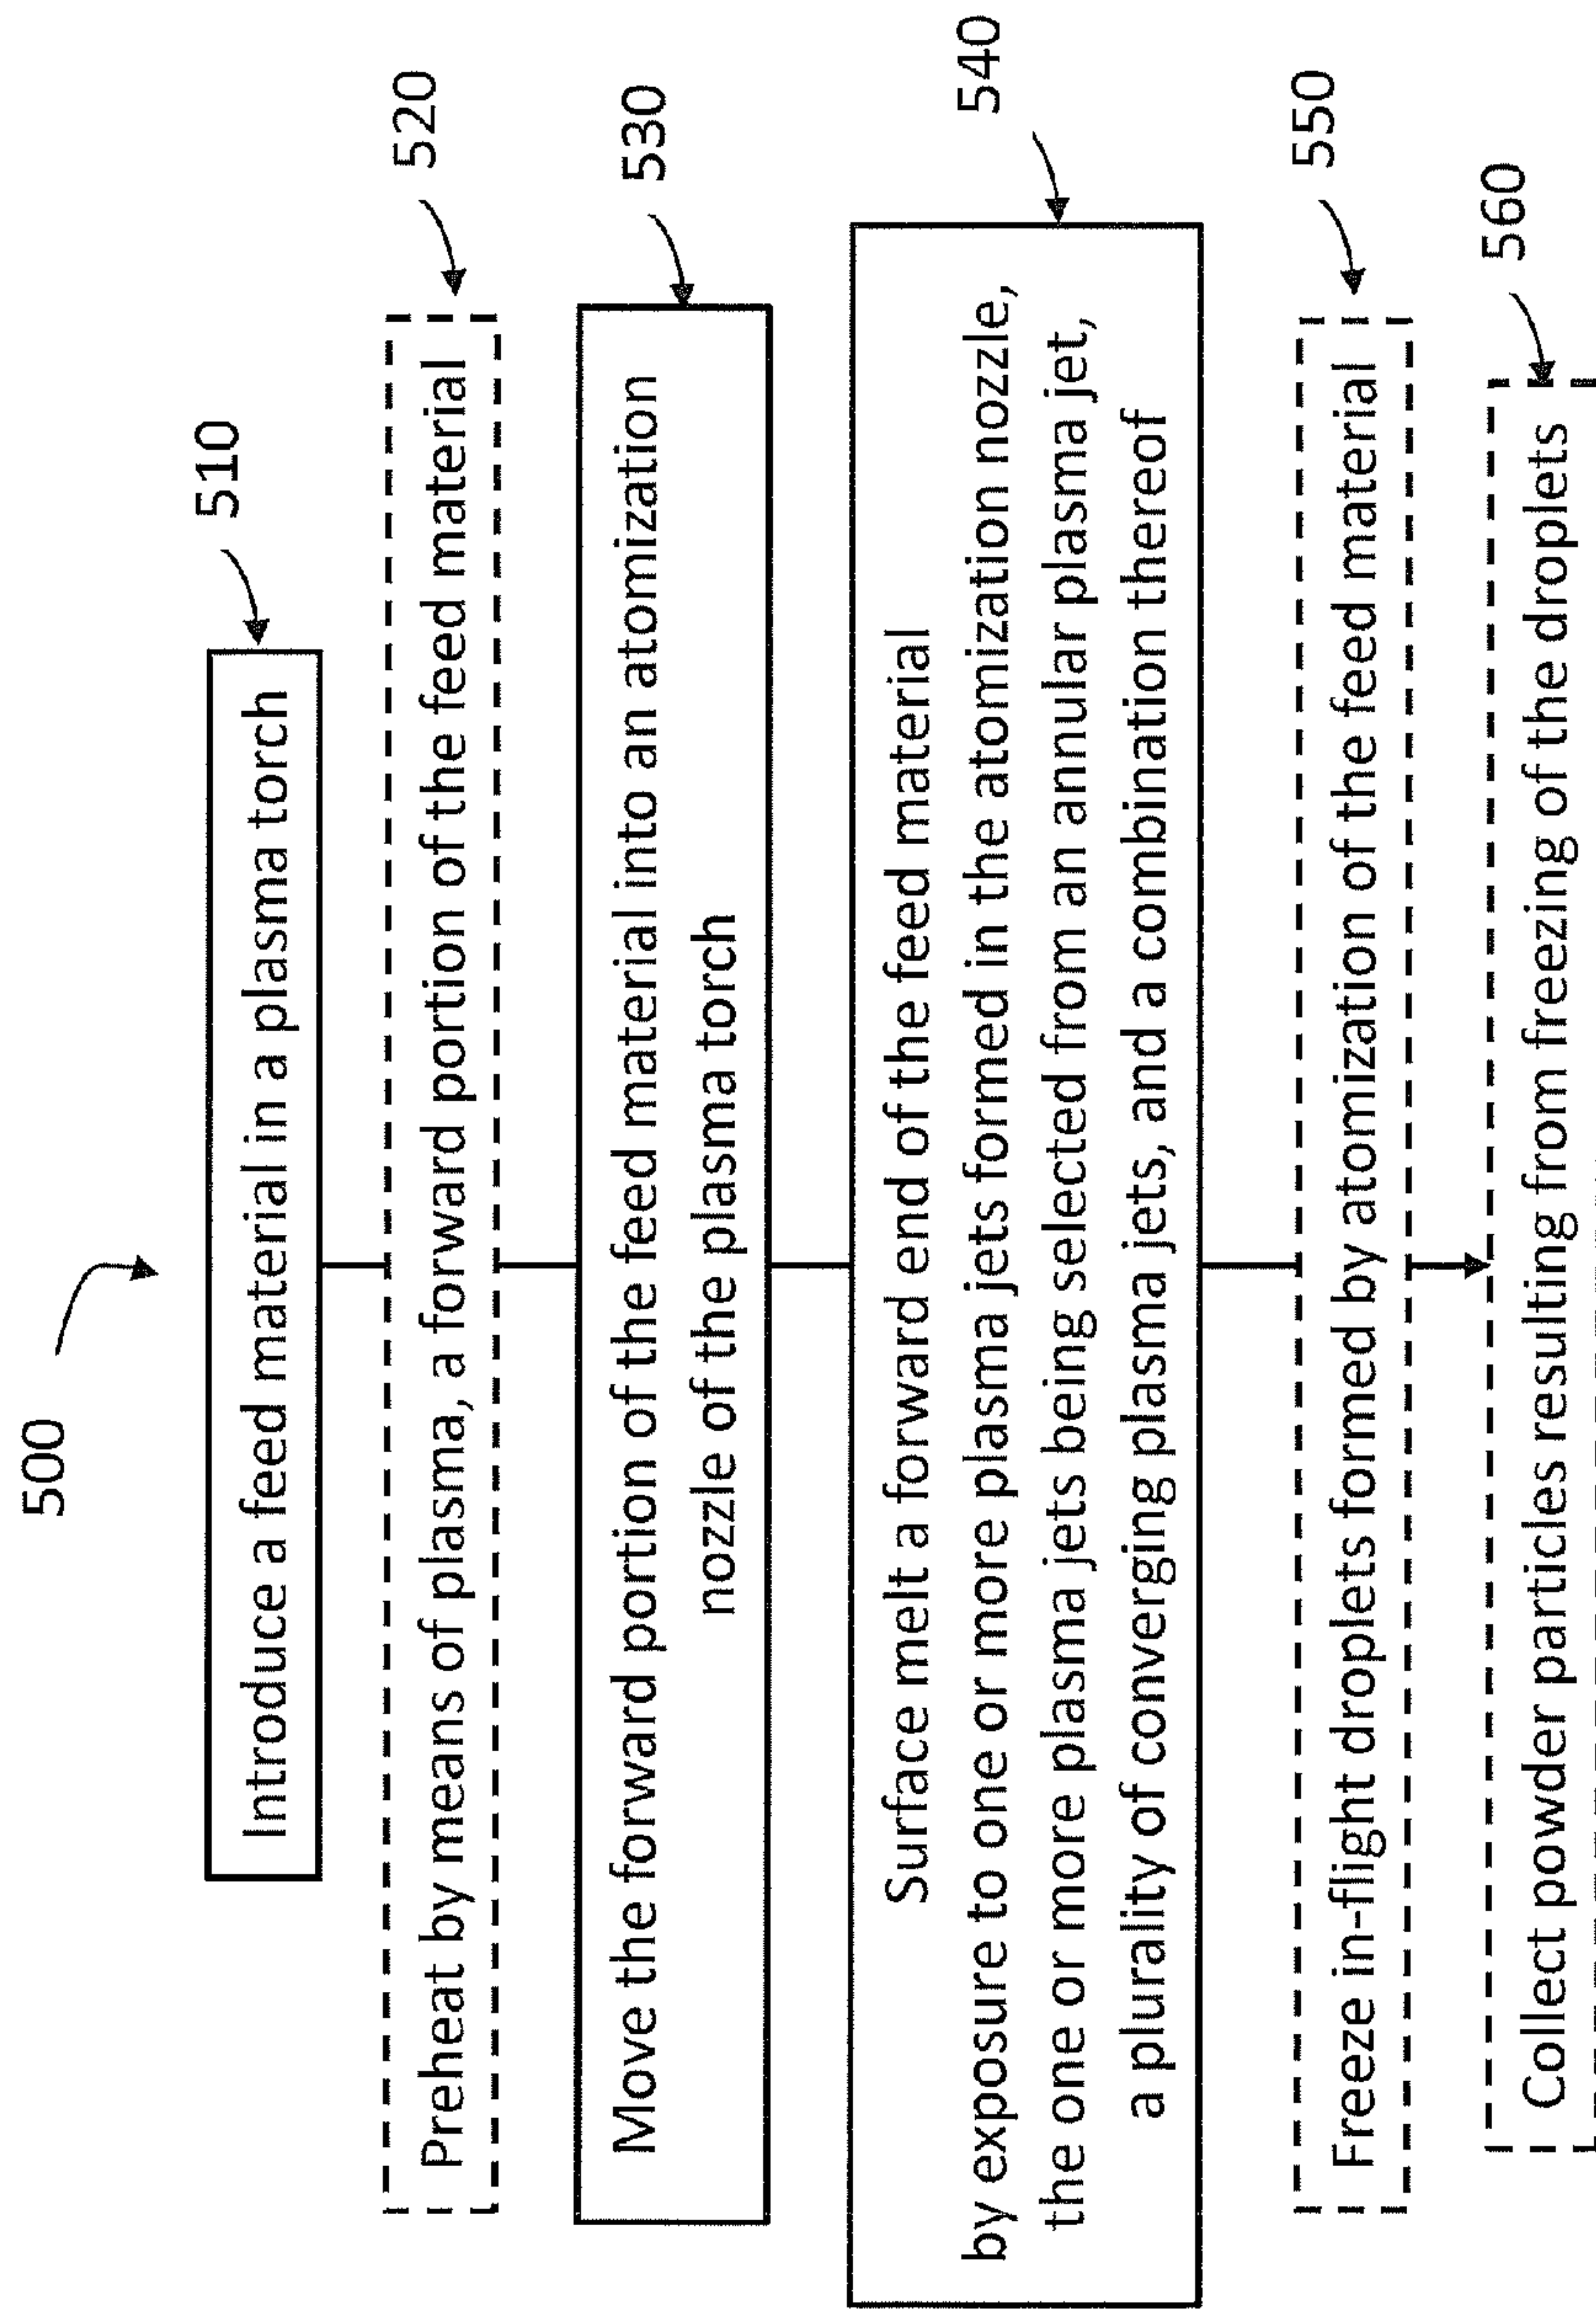 500
510
Introduce a feed material in a plasma torch
520
Preheat by means of plasma, a forward portion of the feed material
530
Move the forward portion of the feed material into an atomization
nozzle of the plasma torch
540
Surface melt a forward end of the feed material
by exposure to one or more plasma jets formed in the atomization nozzle,
the one or more plasma jets being selected from an annular plasma jet,
a plurality of converging plasma jets, and a combination thereof
550
Freeze in-flight droplets formed by atomization of the feed material
560
Collect powder particles resulting from freezing of the droplets